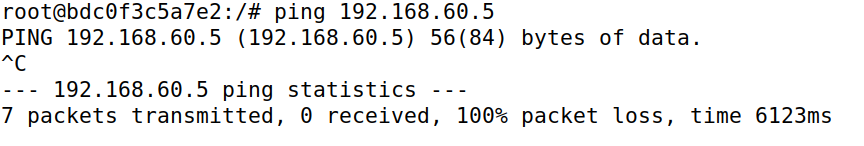 root@bdc0f3c5a7e2:/# ping 192.168.60.5
PING 192.168.60.5 (192.168.60.5) 56(84) bytes of data.
^C
--- 192.168.60.5 ping statistics ---
7 packets transmitted, 0 received, 100% packet loss, time 6123ms